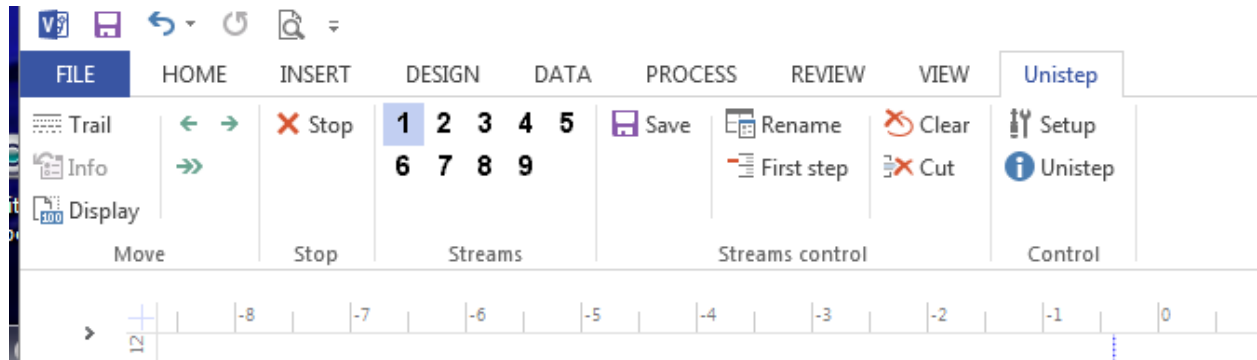 FILE HOME INSERT DESIGN DATA PROCESS REVIEW VIEW Unistep
Trail Stop 1 2 3 4 5 Save Rename Clear Setup
Info 6 7 8 9 First step Cut Unistep
100 Display
Move Stop Streams Streams control Control
-8 -7 -6 -5 -4 -3 -2 -1 0
12